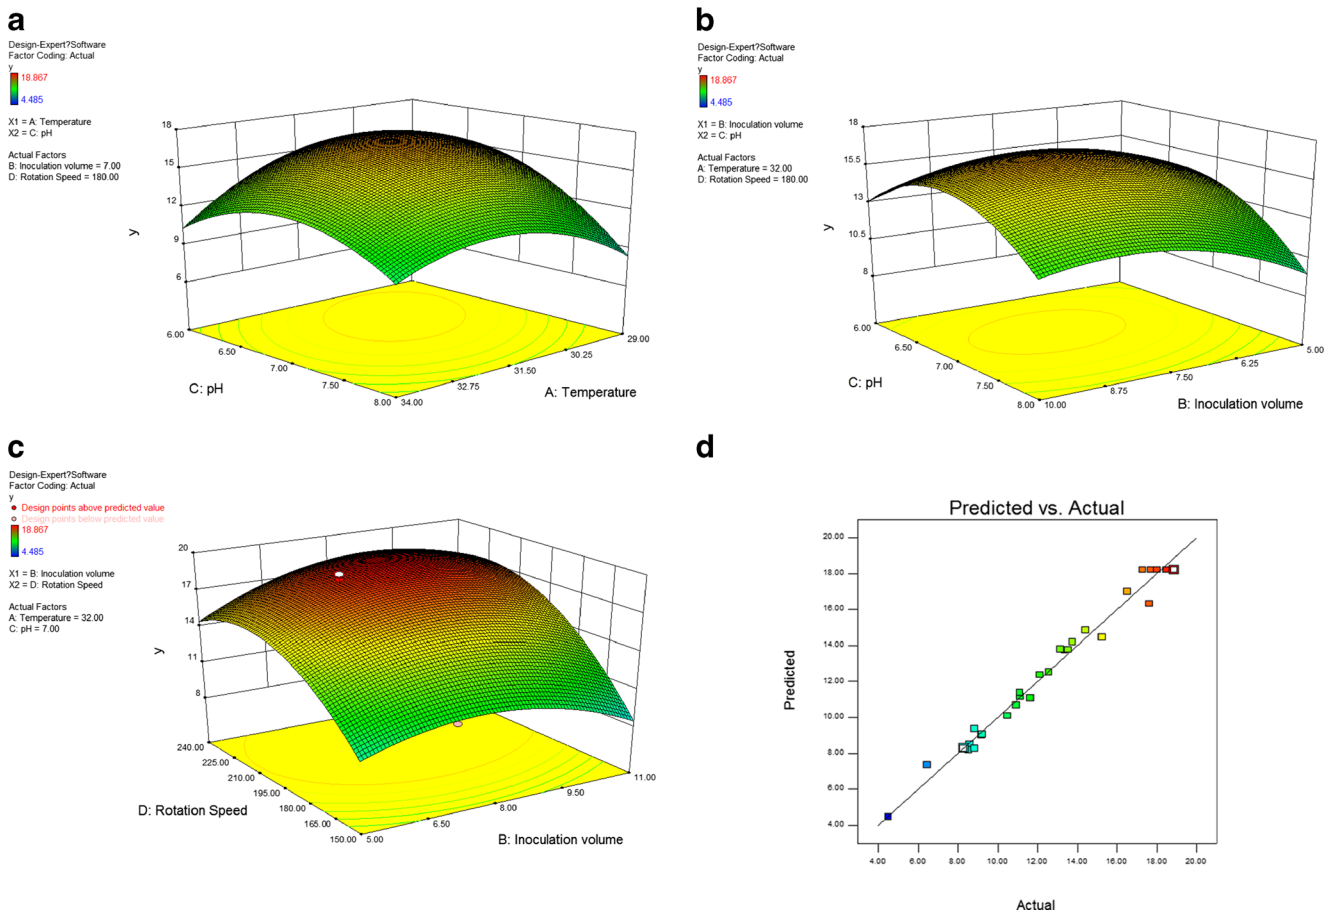 a
Design-Expert?Software
Factor Coding: Actual
y
18.867
4.485
X1 = A: Temperature
X2 = C: pH
Actual Factors
B: Inoculation volume = 7.00
D: Rotation Speed = 180.00
18
15
12
9
6
y
6.00
6.50
7.00
7.50
8.00
C: pH
34.00
32.75
31.50
30.25
29.00
A: Temperature
b
Design-Expert?Software
Factor Coding: Actual
y
18.867
4.485
X1 = B: Inoculation volume
X2 = C: pH
Actual Factors
A: Temperature = 32.00
D: Rotation Speed = 180.00
18
15.5
13
10.5
8
y
6.00
6.50
7.00
7.50
8.00
C: pH
10.00
8.75
7.50
6.25
5.00
B: Inoculation volume
c
Design-Expert?Software
Factor Coding: Actual
y
Design points above predicted value
Design points below predicted value
18.867
4.485
X1 = B: Inoculation volume
X2 = D: Rotation Speed
Actual Factors
A: Temperature = 32.00
C: pH = 7.00
20
17
14
11
8
y
240.00
225.00
210.00
195.00
180.00
165.00
150.00
D: Rotation Speed
5.00
6.50
8.00
9.50
11.00
B: Inoculation volume
d
Predicted vs. Actual
20.00
18.00
16.00
14.00
12.00
10.00
8.00
6.00
4.00
Predicted
4.00 6.00 8.00 10.00 12.00 14.00 16.00 18.00 20.00
Actual